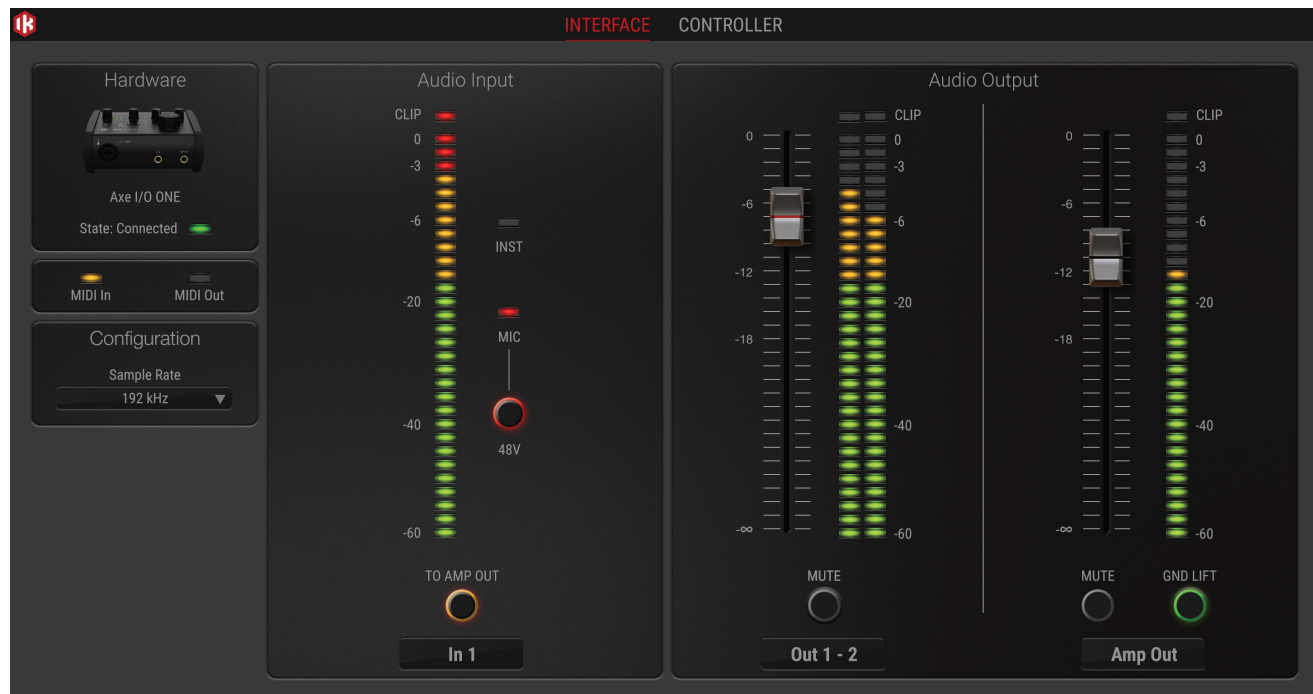 INTERFACE
CONTROLLER
Hardware
Axe I/O ONE
State: Connected
MIDI In
MIDI Out
Configuration
Sample Rate
192 kHz
Audio Input
CLIP
0
-3
-6
-20
-40
-60
INST
MIC
48V
TO AMP OUT
In 1
Audio Output
0
-6
-12
-18
-∞
CLIP
0
-3
-6
-20
-40
-60
MUTE
Out 1 - 2
0
-6
-12
-18
-∞
CLIP
0
-3
-6
-20
-40
-60
MUTE
GND LIFT
Amp Out